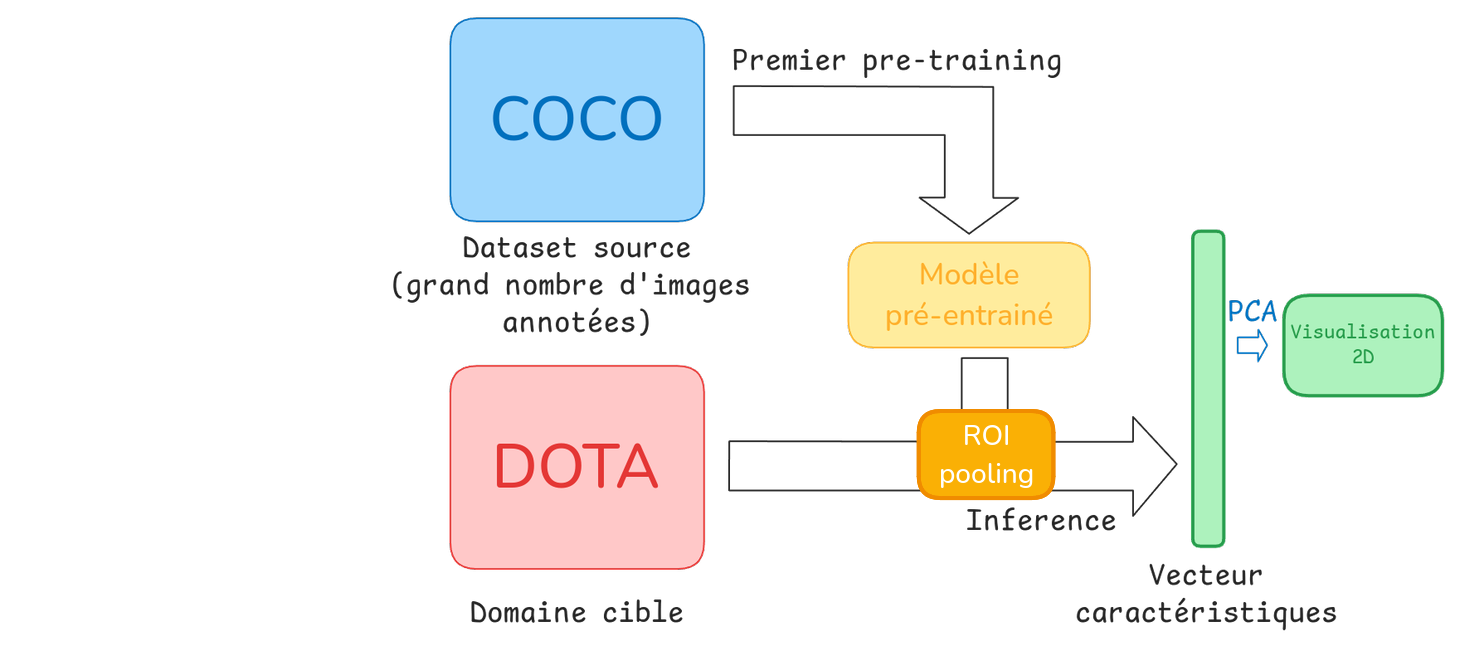 COCO
Premier pre-training
Dataset source
(grand nombre d'images
annotées)
Modèle
pré-entrainé
PCA
Visualisation
2D
DOTA
ROI
pooling
Inference
Domaine cible
Vecteur
caractéristiques